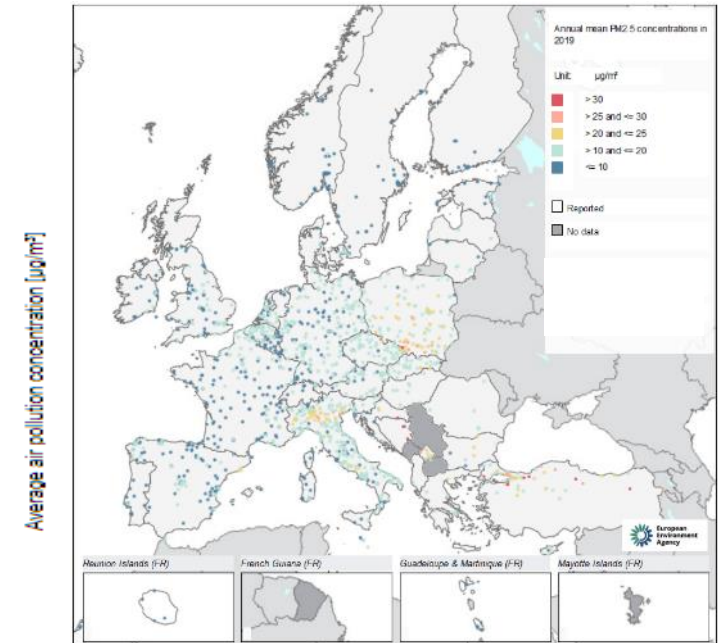 Average air pollution concentration [µg/m³]
Annual mean PM2.5 concentrations in
2019
Unit: µg/m³
> 30
> 25 and <= 30
> 20 and <= 25
> 10 and <= 20
<= 10
Reported
No data
European
Environment
Agency
Reunion Islands (FR)
French Guiana (FR)
Guadeloupe & Martinique (FR)
Mayotte Islands (FR)